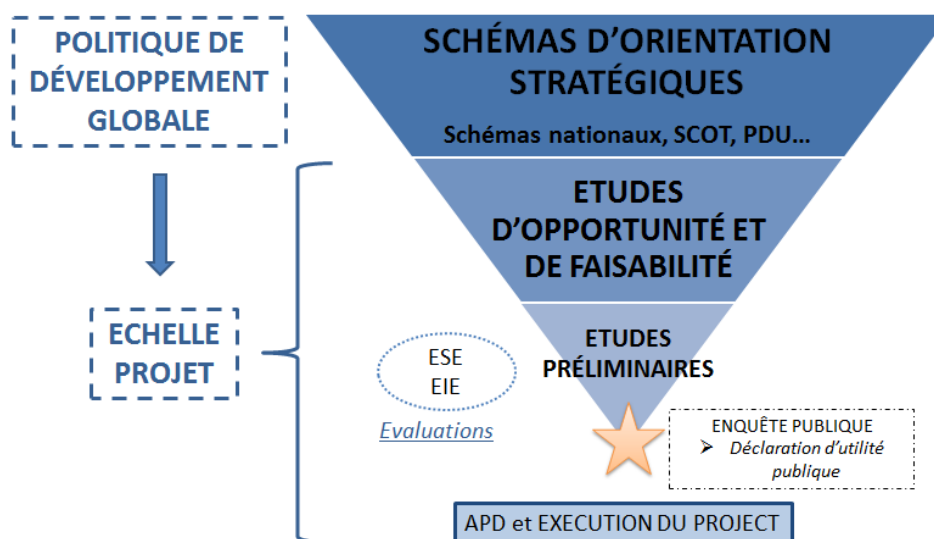 POLITIQUE DE
DÉVELOPPEMENT
GLOBALE
SCHÉMAS D'ORIENTATION
STRATÉGIQUES
Schémas nationaux, SCOT, PDU...
ETUDES
D'OPPORTUNITÉ ET
DE FAISABILITÉ
ECHELLE
PROJET
ETUDES
PRÉLIMINAIRES
ESE
EIE
Evaluations
ENQUÊTE PUBLIQUE
➢ Déclaration d'utilité
publique
APD et EXECUTION DU PROJECT